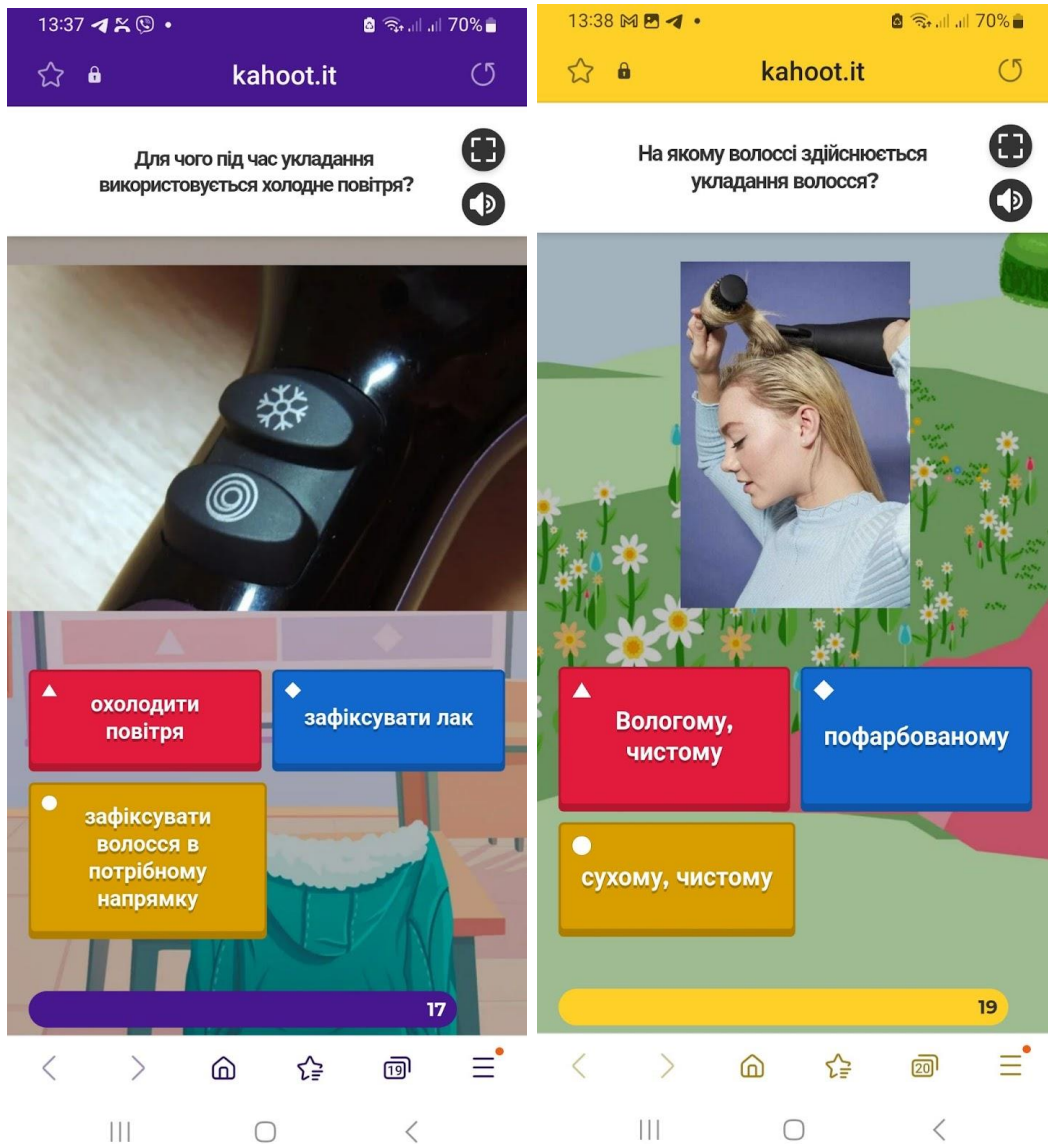 13:37
70%
kahoot.it
Для чого під час укладання
використовується холодне повітря?
охолодити
повітря
зафіксувати лак
зафіксувати
волосся в
потрібному
напрямку
17
19
13:38
70%
kahoot.it
На якому волоссі здійснюється
укладання волосся?
Вологому,
чистому
пофарбованому
сухому, чистому
19
20